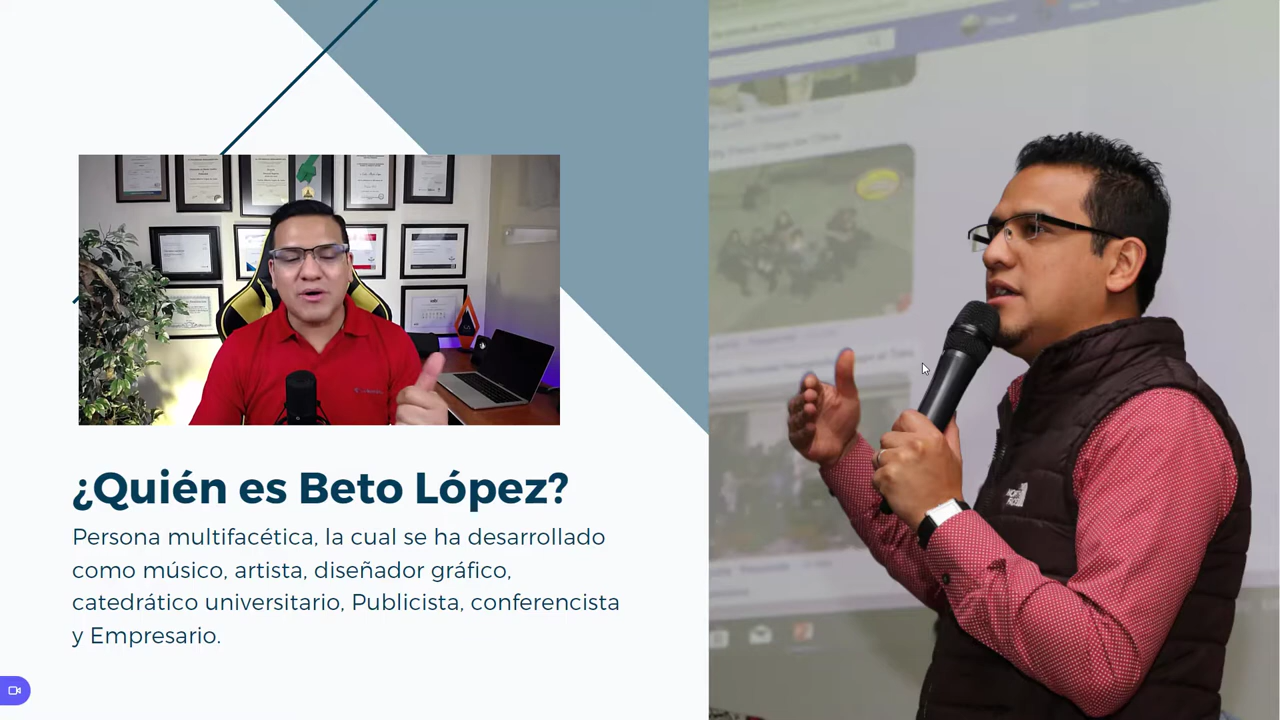 ¿Quién es Beto López?
Persona multifacética, la cual se ha desarrollado
como músico, artista, diseñador gráfico,
catedrático universitario, Publicista, conferencista
y Empresario.